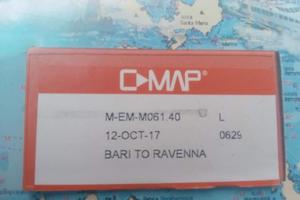 C-MAP®
M-EM-M061.40 L
12-OCT-17 0629
BARI TO RAVENNA